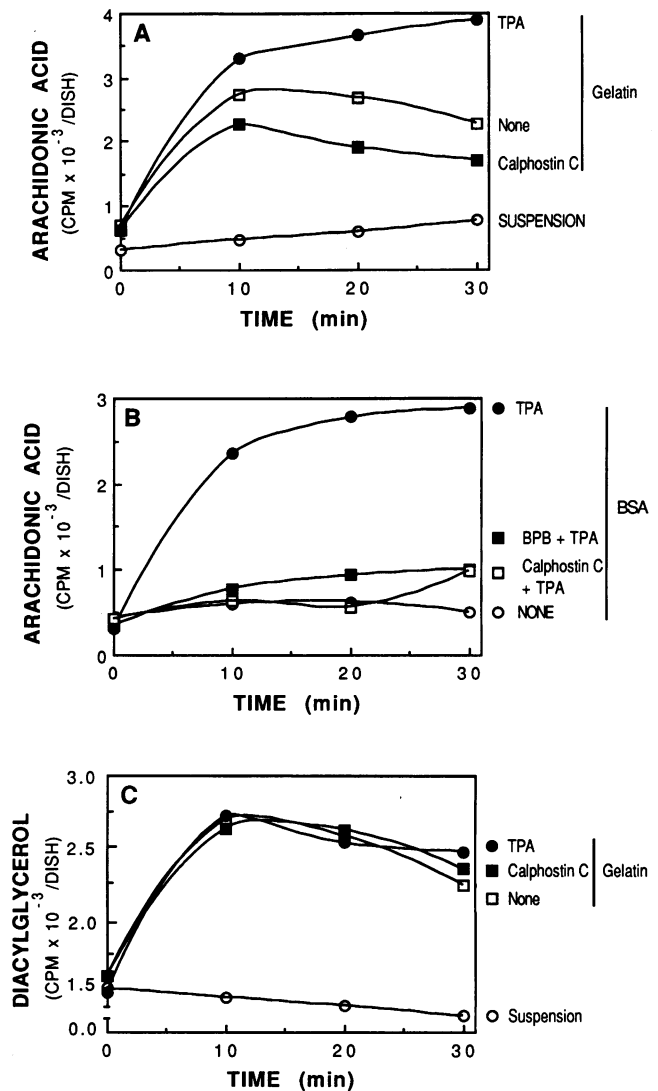 A
ARACHIDONIC ACID
(CPM x 10⁻³ /DISH)
4
3
2
1
0
0 10 20 30
TIME (min)
TPA
None
Calphostin C
SUSPENSION
Gelatin
B
ARACHIDONIC ACID
(CPM x 10⁻³ /DISH)
3
2
1
0
0 10 20 30
TIME (min)
TPA
BPB + TPA
Calphostin C
+ TPA
NONE
BSA
C
DIACYLGLYCEROL
(CPM x 10⁻³ /DISH)
3.0
2.5
2.0
1.5
0.0
0 10 20 30
TIME (min)
TPA
Calphostin C
None
Gelatin
Suspension